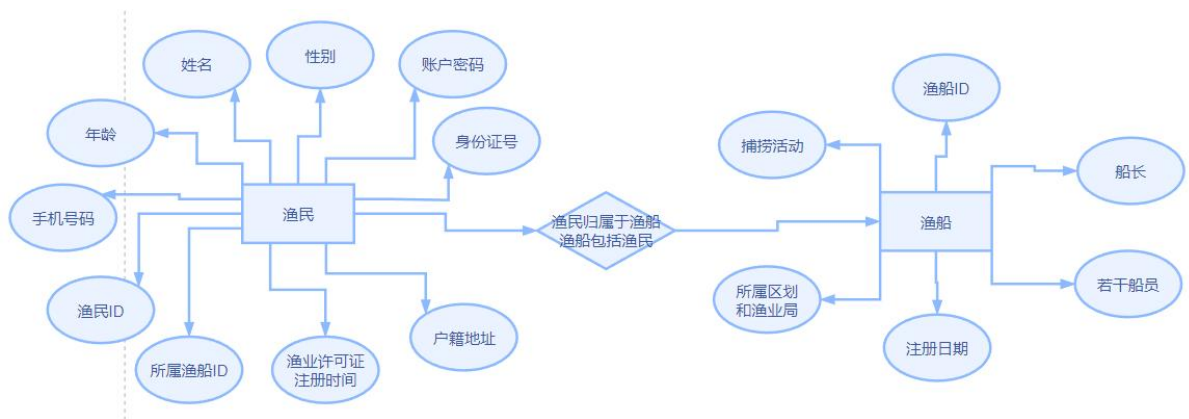 姓名
性别
账户密码
年龄
身份证号
手机号码
渔民
渔民ID
所属渔船ID
渔业许可证
注册时间
户籍地址
渔民归属于渔船
渔船包括渔民
渔船ID
捕捞活动
船长
渔船
所属区划
和渔业局
若干船员
注册日期